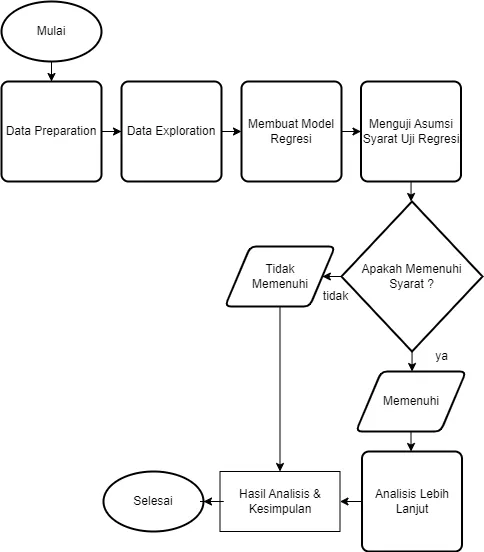 Mulai
Data Preparation
Data Exploration
Membuat Model
Regresi
Menguji Asumsi
Syarat Uji Regresi
Apakah Memenuhi
Syarat ?
tidak
Tidak
Memenuhi
ya
Memenuhi
Analisis Lebih
Lanjut
Hasil Analisis &
Kesimpulan
Selesai